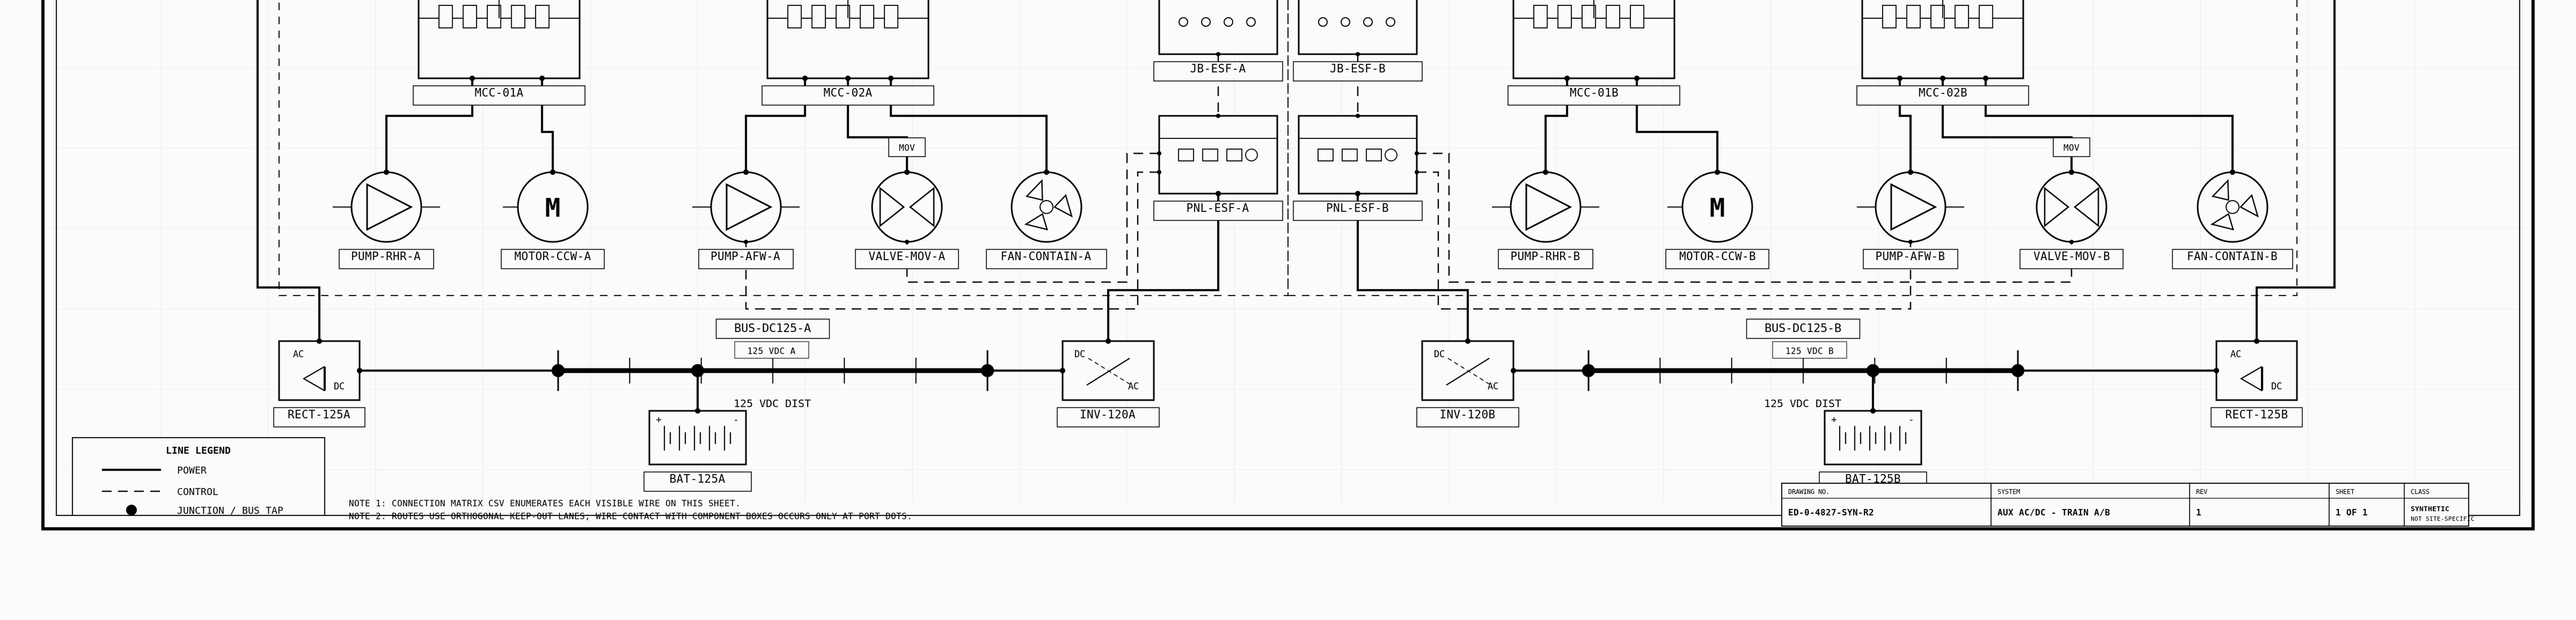 JB-ESF-A
JB-ESF-B
MCC-01A
MCC-02A
MCC-01B
MCC-02B
MOV
MOV
M
M
PNL-ESF-A
PNL-ESF-B
PUMP-RHR-A
MOTOR-CCW-A
PUMP-AFW-A
VALVE-MOV-A
FAN-CONTAIN-A
PUMP-RHR-B
MOTOR-CCW-B
PUMP-AFW-B
VALVE-MOV-B
FAN-CONTAIN-B
BUS-DC125-A
125 VDC A
BUS-DC125-B
125 VDC B
AC
DC
RECT-125A
DC
AC
INV-120A
DC
AC
INV-120B
AC
DC
RECT-125B
125 VDC DIST
+ -
BAT-125A
125 VDC DIST
+ -
BAT-125B
LINE LEGEND
POWER
CONTROL
JUNCTION / BUS TAP
NOTE 1: CONNECTION MATRIX CSV ENUMERATES EACH VISIBLE WIRE ON THIS SHEET.
NOTE 2: ROUTES USE ORTHOGONAL KEEP-OUT LANES, WIRE CONTACT WITH COMPONENT BOXES OCCURS ONLY AT PORT DOTS.
DRAWING NO.
ED-0-4827-SYN-R2
SYSTEM
AUX AC/DC - TRAIN A/B
REV
1
SHEET
1 OF 1
CLASS
SYNTHETIC
NOT SITE-SPECIFIC